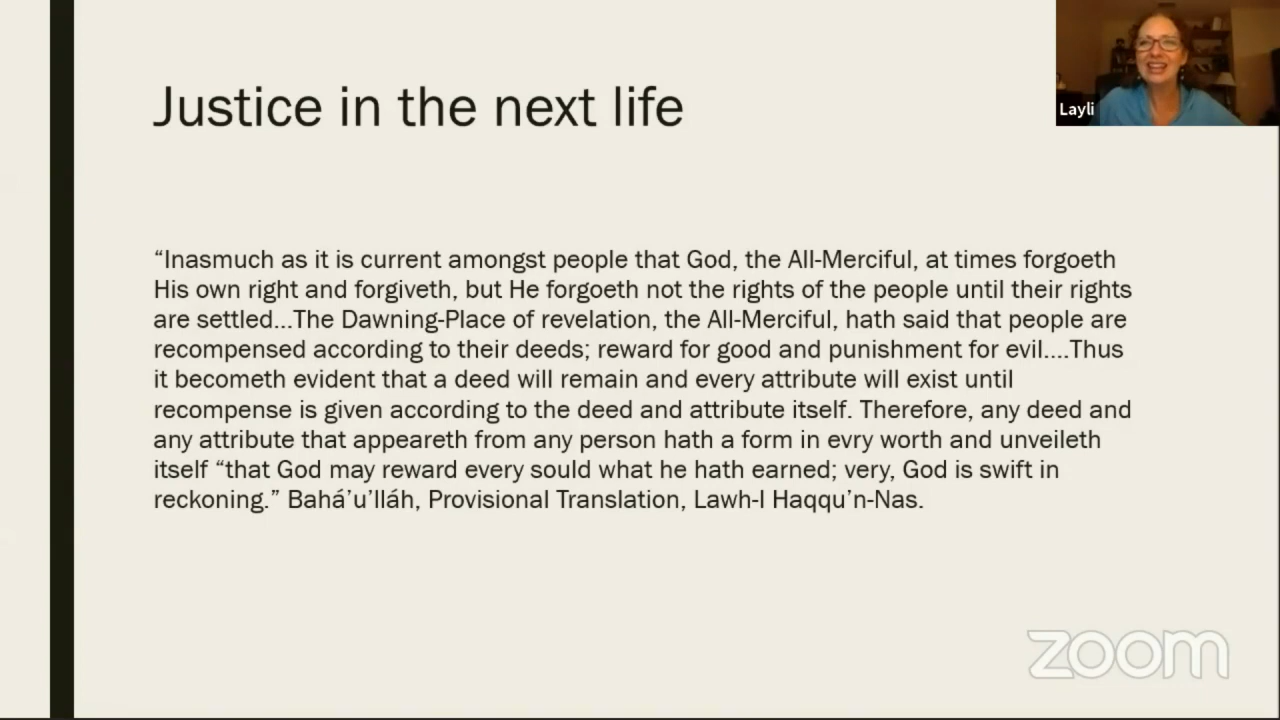 Justice in the next life
Layli
“Inasmuch as it is current amongst people that God, the All-Merciful, at times forgoeth
His own right and forgiveth, but He forgoeth not the rights of the people until their rights
are settled...The Dawning-Place of revelation, the All-Merciful, hath said that people are
recompensed according to their deeds; reward for good and punishment for evil....Thus
it becometh evident that a deed will remain and every attribute will exist until
recompense is given according to the deed and attribute itself. Therefore, any deed and
any attribute that appeareth from any person hath a form in evry worth and unveileth
itself “that God may reward every sould what he hath earned; very, God is swift in
reckoning.” Bahá’u’lláh, Provisional Translation, Lawh-I Haqqu’n-Nas.
zoom